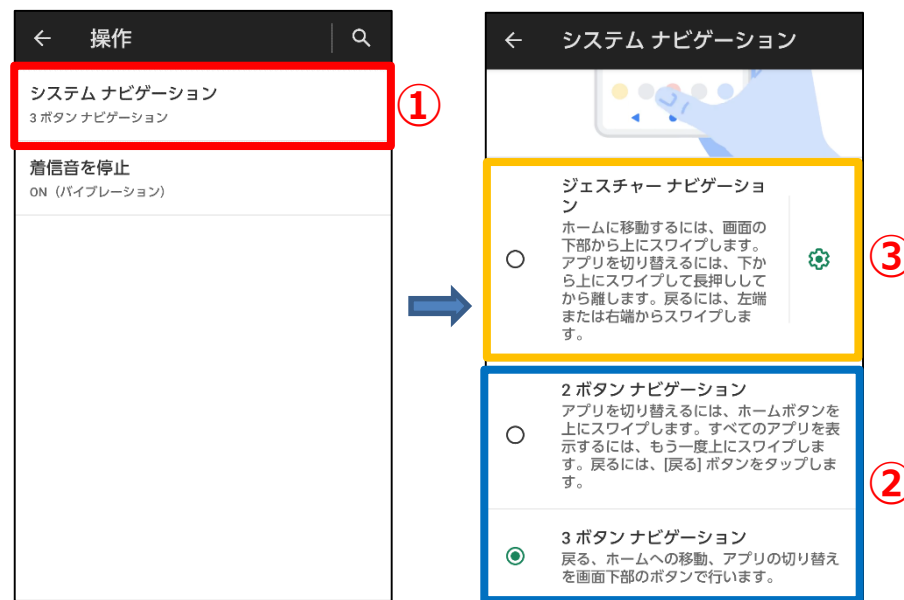 操作
システム ナビゲーション
3 ボタン ナビゲーション
①
着信音を停止
ON（バイブレーション）
システム ナビゲーション
ジェスチャー ナビゲーショ
ン
ホームに移動するには、画面の
下部から上にスワイプします。
アプリを切り替えるには、下か
ら上にスワイプして長押しして
から離します。戻るには、左端
または右端からスワイプしま
す。
③
2 ボタン ナビゲーション
アプリを切り替えるには、ホームボタンを
上にスワイプします。すべてのアプリを表
示するには、もう一度上にスワイプしま
す。戻るには、[戻る] ボタンをタップしま
す。
②
3 ボタン ナビゲーション
戻る、ホームへの移動、アプリの切り替え
を画面下部のボタンで行います。